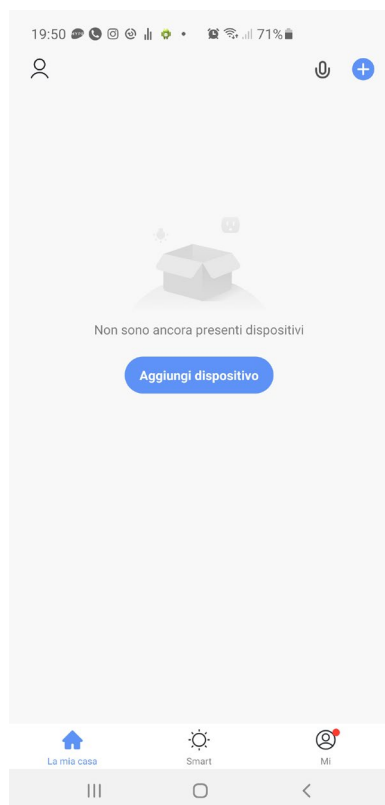 19:50 71%
Non sono ancora presenti dispositivi
Aggiungi dispositivo
La mia casa Smart Mi